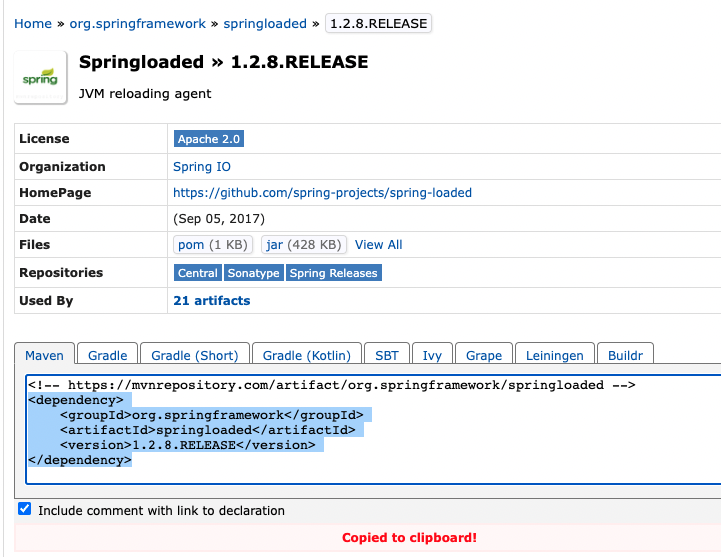 Home » org.springframework » springloaded » 1.2.8.RELEASE
spring
Springloaded » 1.2.8.RELEASE
JVM reloading agent
License Apache 2.0
Organization Spring IO
HomePage https://github.com/spring-projects/spring-loaded
Date (Sep 05, 2017)
Files pom (1 KB) jar (428 KB) View All
Repositories Central Sonatype Spring Releases
Used By 21 artifacts
Maven Gradle Gradle (Short) Gradle (Kotlin) SBT Ivy Grape Leiningen Buildr
<!-- https://mvnrepository.com/artifact/org.springframework/springloaded -->
<dependency>
    <groupId>org.springframework</groupId>
    <artifactId>springloaded</artifactId>
    <version>1.2.8.RELEASE</version>
</dependency>
Include comment with link to declaration
Copied to clipboard!